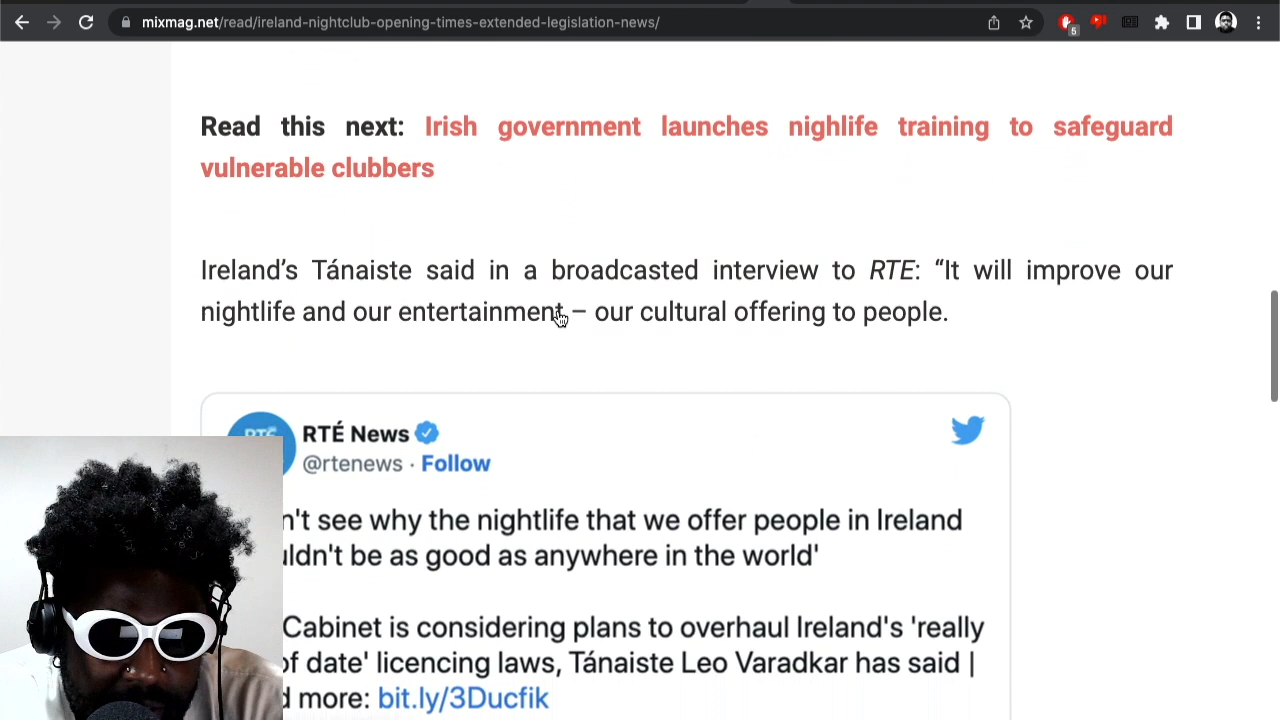 mixmag.net/read/ireland-nightclub-opening-times-extended-legislation-news/
5
Read this next: Irish government launches nighlife training to safeguard
vulnerable clubbers
Ireland's Tánaiste said in a broadcasted interview to RTE: “It will improve our
nightlife and our entertainment – our cultural offering to people.
RTÉ
RTÉ News
@rtenews · Follow
n't see why the nightlife that we offer people in Ireland
uldn't be as good as anywhere in the world'
Cabinet is considering plans to overhaul Ireland's 'really
of date' licencing laws, Tánaiste Leo Varadkar has said |
d more: bit.ly/3Ducfik